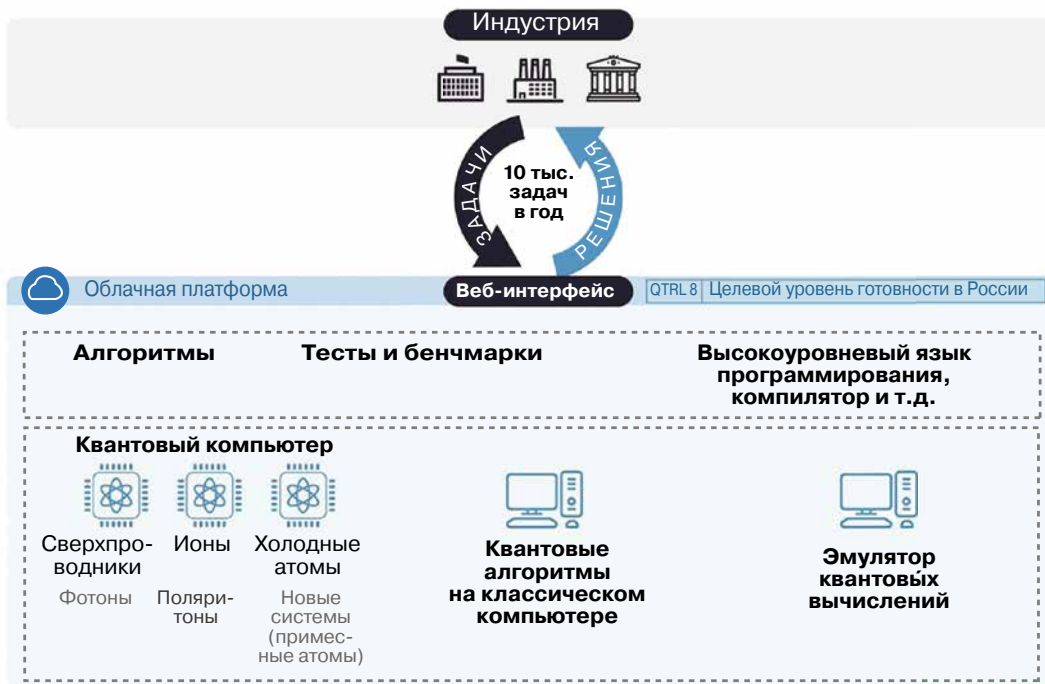 Индустрия
ЗАДАЧИ
10 тыс.
задач
в год
РЕШЕНИЯ
Облачная платформа
Веб-интерфейс
QTRL 8 Целевой уровень готовности в России
Алгоритмы
Тесты и бенчмарки
Высокоуровневый язык
программирования,
компилятор и т.д.
Квантовый компьютер
Сверхпро-
водники
Ионы
Холодные
атомы
Фотоны
Поляри-
тоны
Новые
системы
(примес-
ные атомы)
Квантовые
алгоритмы
на классическом
компьютере
Эмулятор
квантовы́х
вычислений